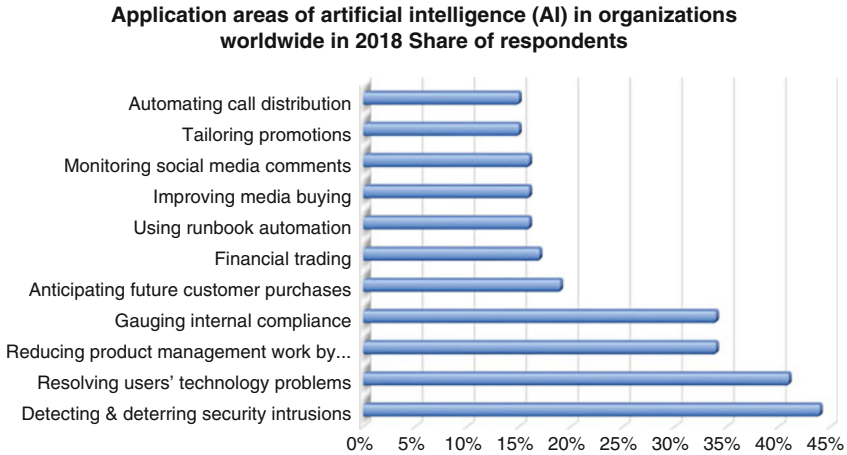 Application areas of artificial intelligence (AI) in organizations
worldwide in 2018 Share of respondents
Automating call distribution
Tailoring promotions
Monitoring social media comments
Improving media buying
Using runbook automation
Financial trading
Anticipating future customer purchases
Gauging internal compliance
Reducing product management work by...
Resolving users’ technology problems
Detecting & deterring security intrusions
0% 5% 10% 15% 20% 25% 30% 35% 40% 45%